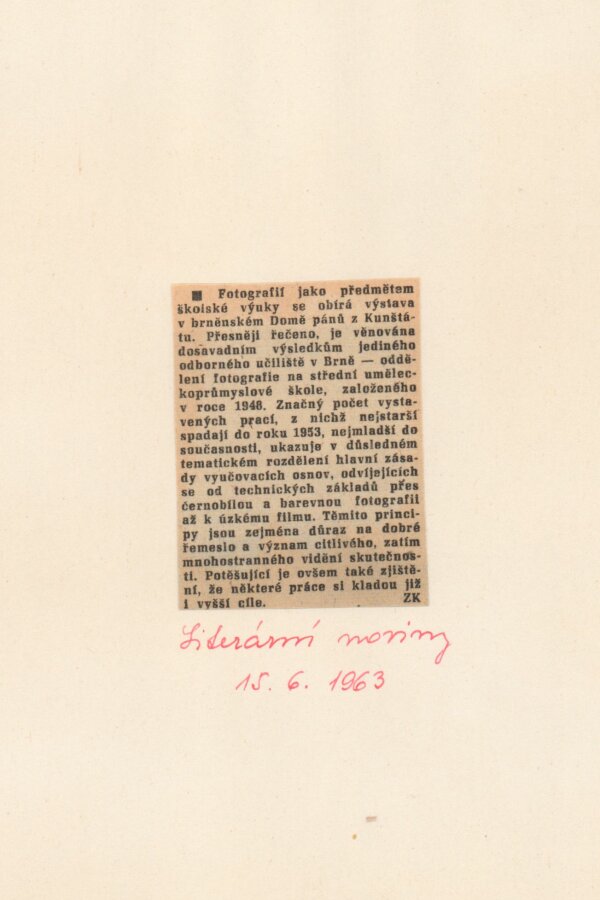 ■ Fotografií jako předmětem
školské výuky se obírá výstava
v brněnském Domě pánů z Kunštá-
tu. Přesněji řečeno, je věnována
dosavadním výsledkům jediného
odborného učiliště v Brně — oddě-
lení fotografie na střední umělec-
koprůmyslové škole, založeného
v roce 1946. Značný počet vysta-
vených prací, z nichž nejstarší
spadají do roku 1953, nejmladší do
současnosti, ukazuje v důsledném
tematickém rozdělení hlavní zása-
dy vyučovacích osnov, odvíjejících
se od technických základů přes
černobílou a barevnou fotografii
až k úzkému filmu. Těmito princi-
py jsou zejména důraz na dobré
řemeslo a význam citlivého, zatím
mnohostranného vidění skutečnos-
ti. Potěšující je ovšem také zjiště-
ní, že některé práce si kladou již
i vyšší cíle. ZK
Literární noviny
15. 6. 1963